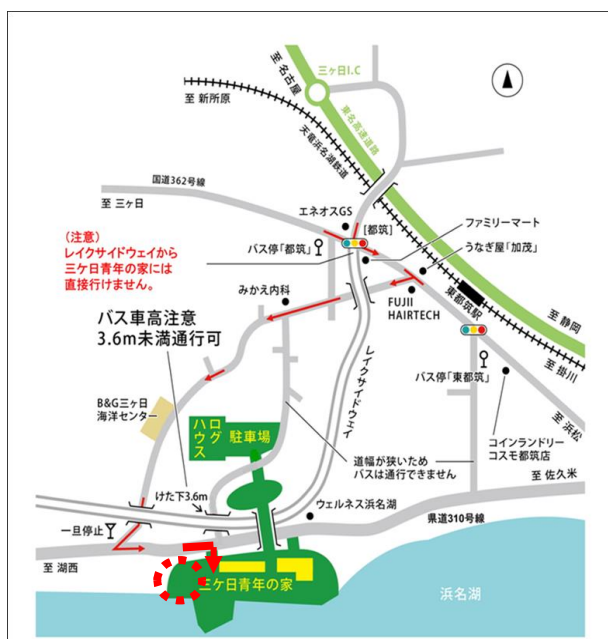 至 名古屋
三ヶ日I.C
東名高速道路
至 新所原
天竜浜名湖鉄道
国道362号線
至 三ヶ日
エネオスGS
[都筑]
ファミリーマート
バス停「都筑」
うなぎ屋「加茂」
(注意)
レイクサイドウェイから
三ケ日青年の家には
直接行けません。
みかえ内科
FUJII
HAIRTECH
東都筑駅
至 静岡
バス車高注意
3.6m未満通行可
レイクサイドウェイ
至 掛川
バス停「東都筑」
至 浜松
B&G三ヶ日
海洋センター
ログ
ハウス
駐車場
コインランドリー
コスモ都筑店
道幅が狭いため
バスは通行できません
至 佐久米
けた下3.6m
ウェルネス浜名湖
県道310号線
一旦停止
至 湖西
三ケ日青年の家
浜名湖